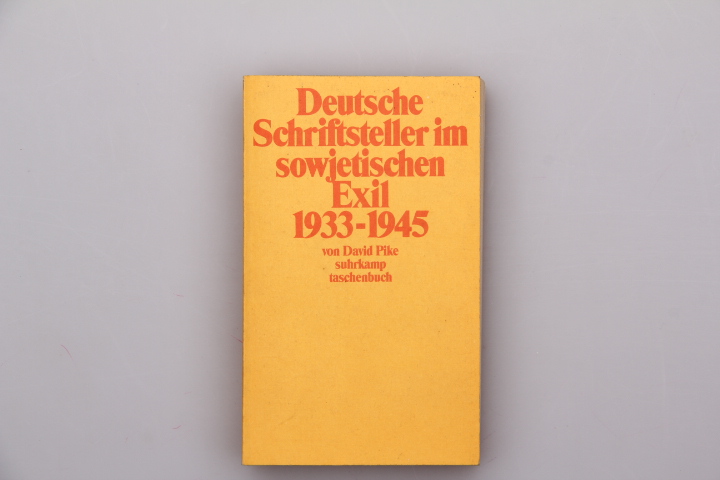 Deutsche
Schriftsteller im
sowjetischen
Exil
1933-1945
von David Pike
suhrkamp
taschenbuch